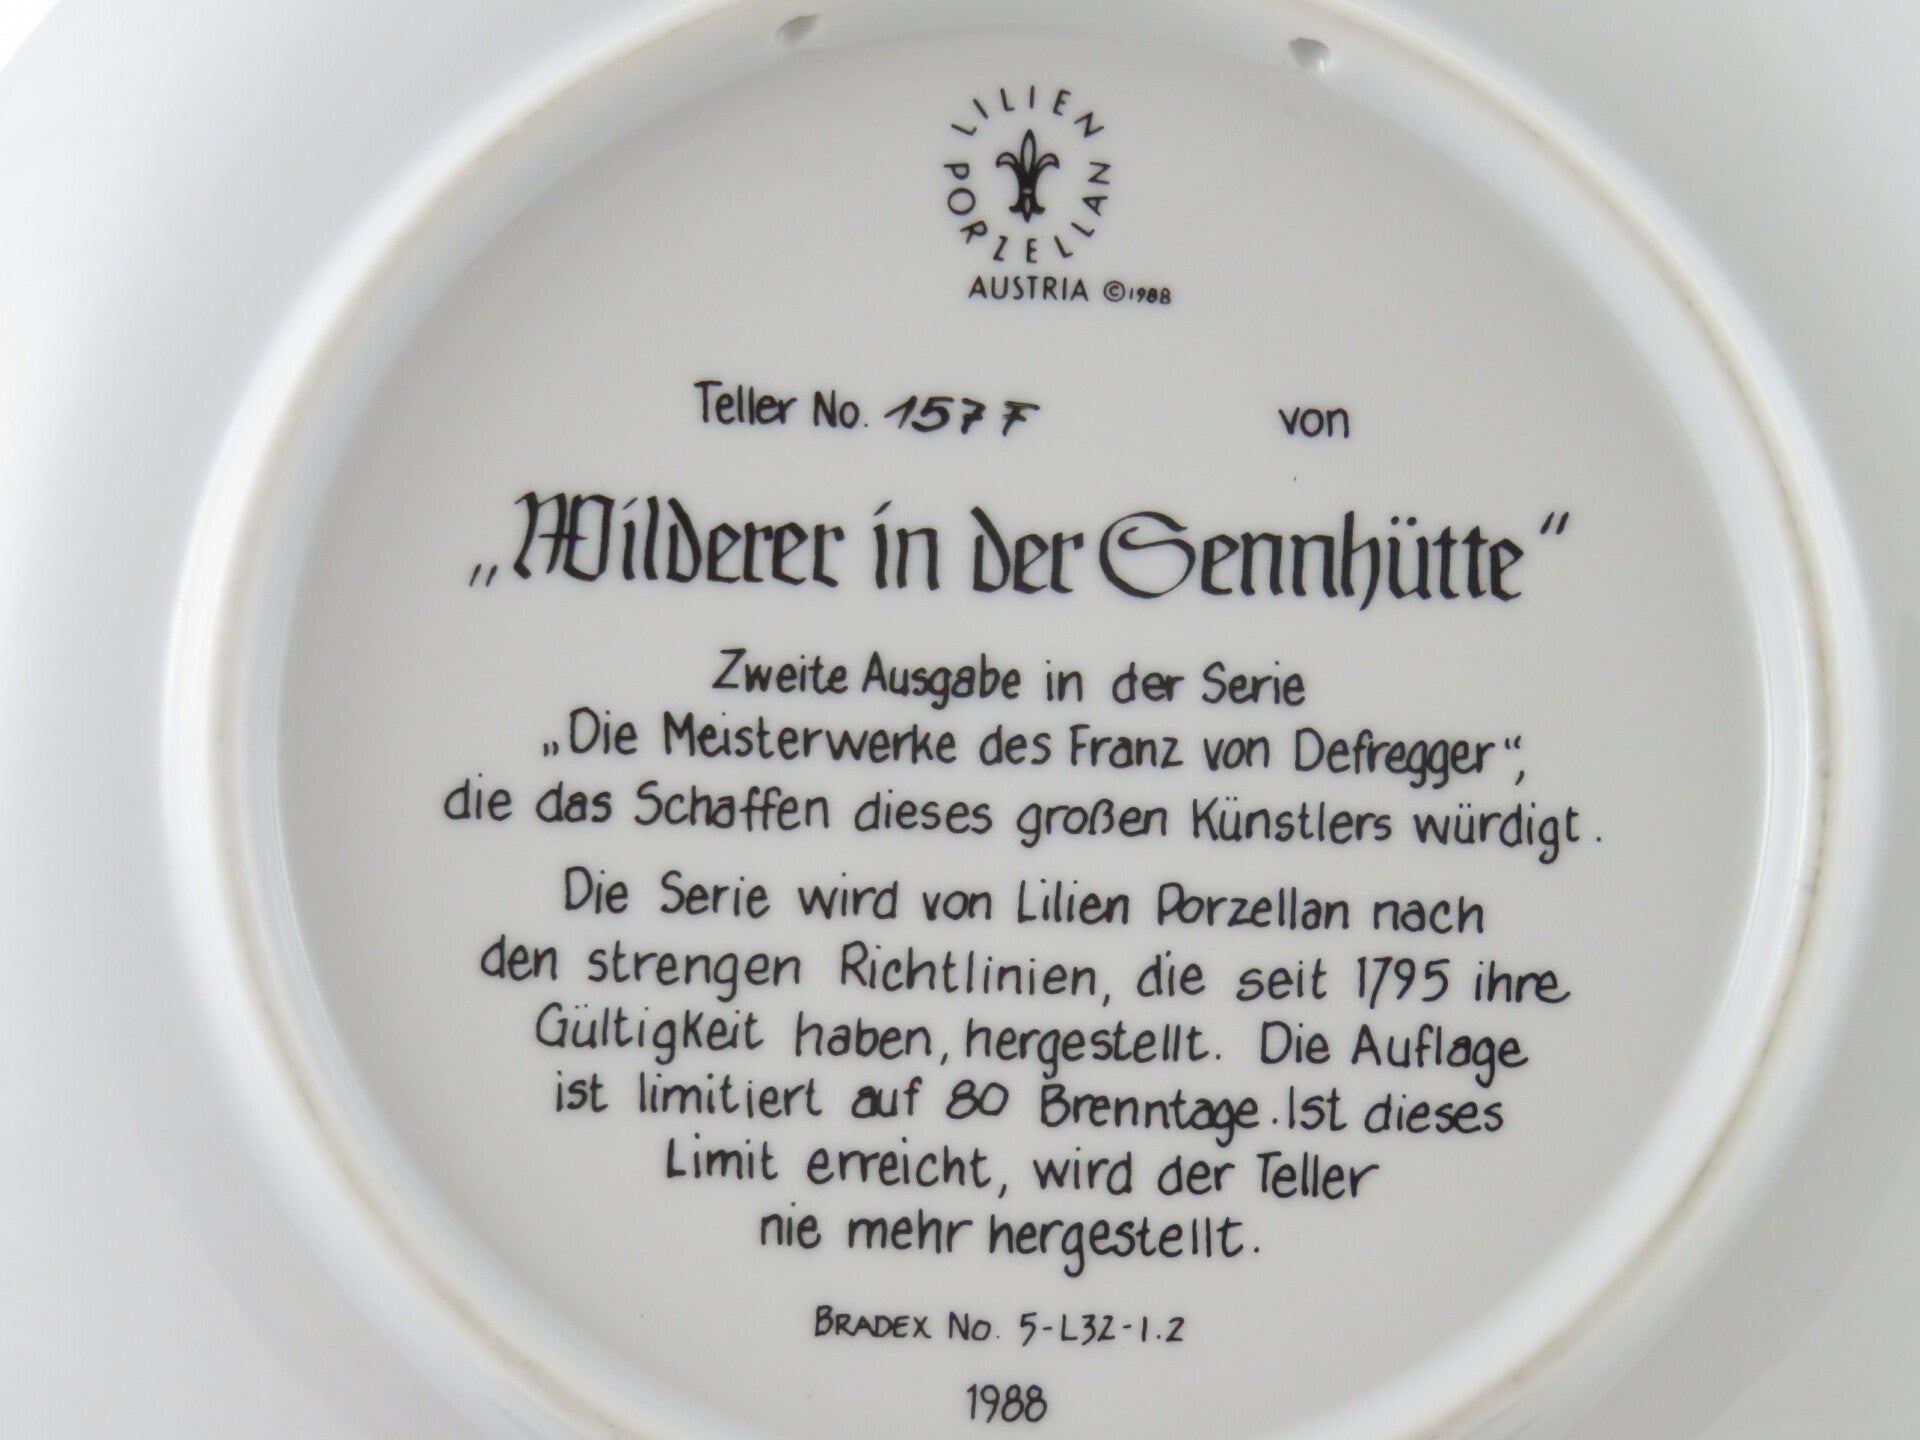 LILIEN
PORZELLAN
AUSTRIA ©1988
Teller No. 157 F von
„Wilderer in der Sennhütte“
Zweite Ausgabe in der Serie
„Die Meisterwerke des Franz von Defregger“,
die das Schaffen dieses großen Künstlers würdigt.
Die Serie wird von Lilien Porzellan nach
den strengen Richtlinien, die seit 1795 ihre
Gültigkeit haben, hergestellt. Die Auflage
ist limitiert auf 80 Brenntage. Ist dieses
Limit erreicht, wird der Teller
nie mehr hergestellt.
BRADEX No. 5-L32-1.2
1988